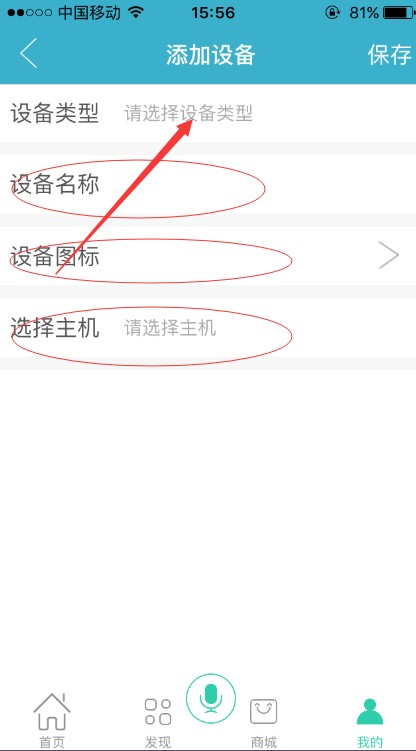 中国移动 15:56 81%
添加设备 保存
设备类型 请选择设备类型
设备名称
设备图标
选择主机 请选择主机
首页 发现 商城 我的